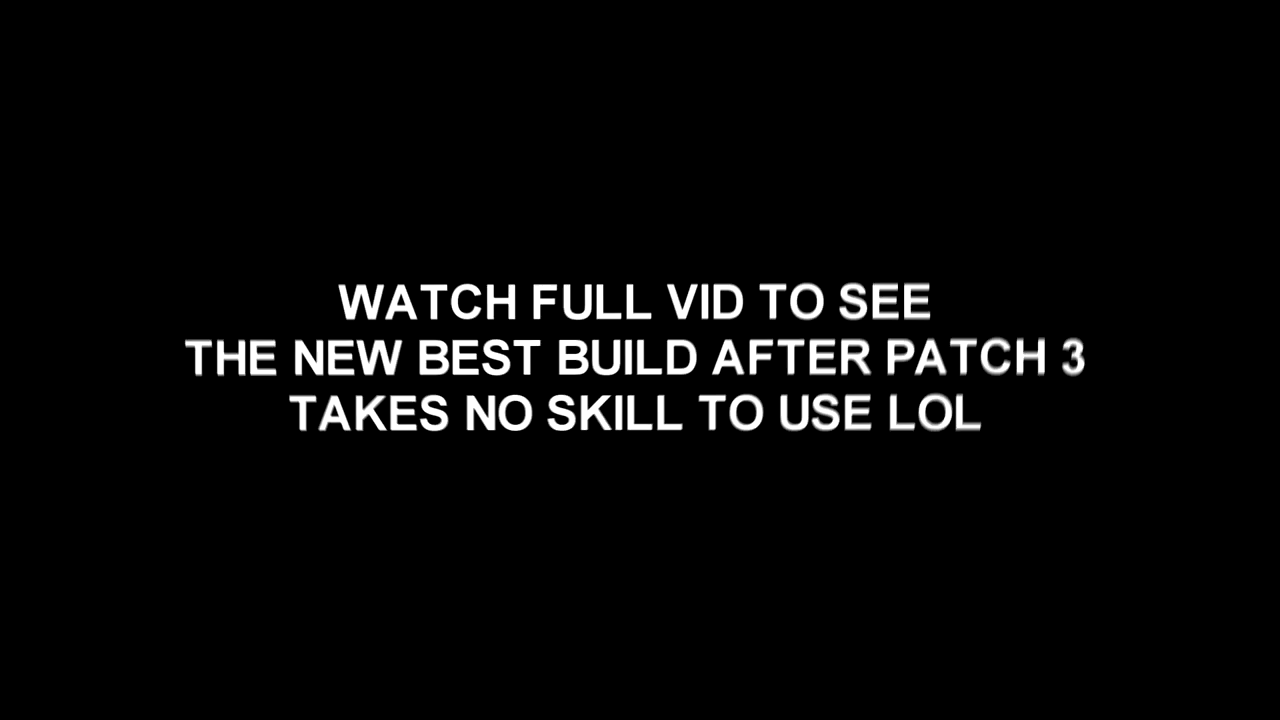 WATCH FULL VID TO SEE
THE NEW BEST BUILD AFTER PATCH 3
TAKES NO SKILL TO USE LOL